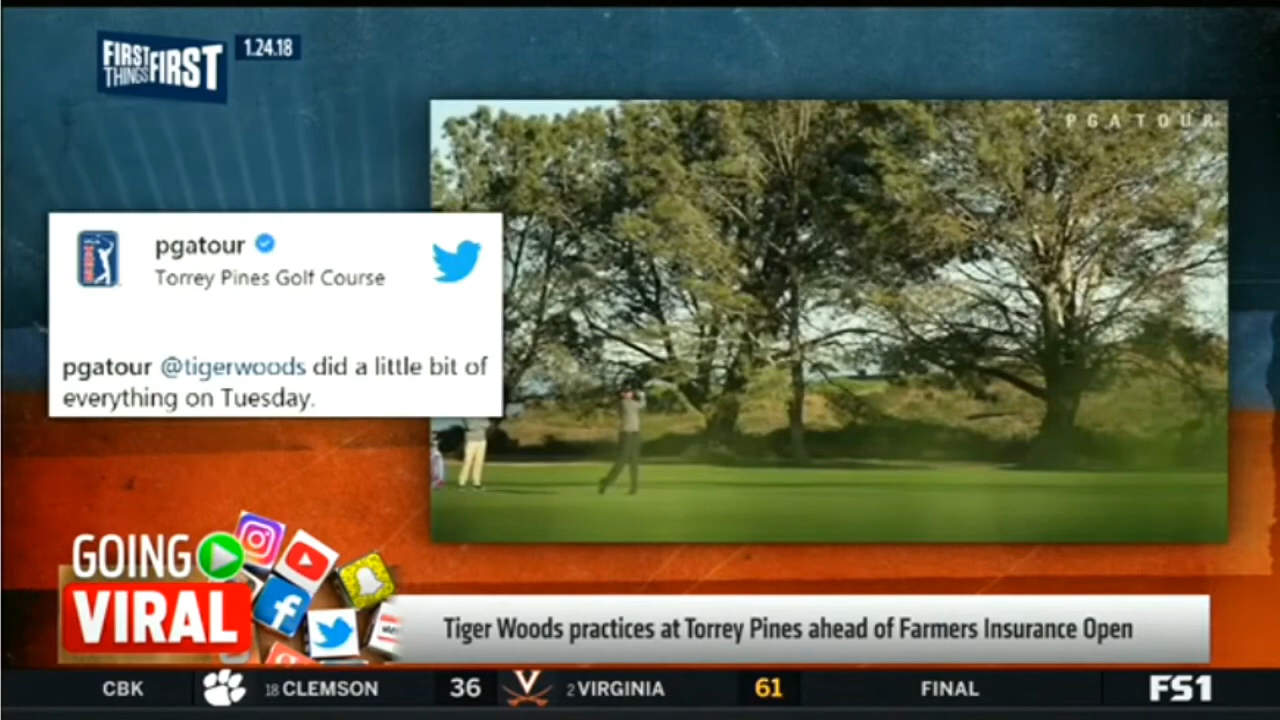 FIRST THINGS FIRST
1.24.18
PGATOUR
pgatour
Torrey Pines Golf Course
pgatour @tigerwoods did a little bit of
everything on Tuesday.
GOING
VIRAL
Tiger Woods practices at Torrey Pines ahead of Farmers Insurance Open
CBK 18 CLEMSON 36 2 VIRGINIA 61 FINAL FS1